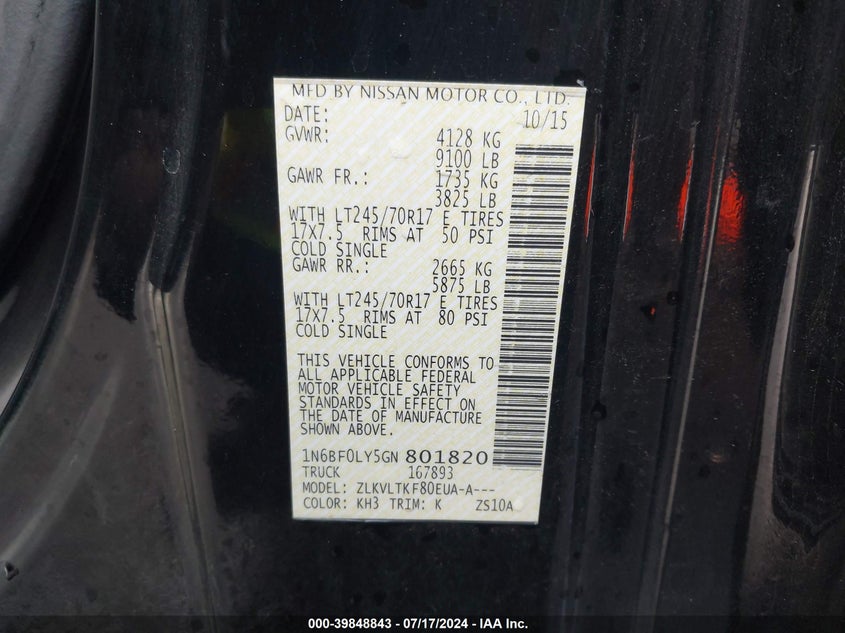 MFD BY NISSAN MOTOR CO., LTD.
DATE: 10/15
GVWR: 4128 KG
9100 LB
GAWR FR.: 1735 KG
3825 LB
WITH LT245/70R17 E TIRES
17X7.5 RIMS AT 50 PSI
COLD SINGLE
GAWR RR.: 2665 KG
5875 LB
WITH LT245/70R17 E TIRES
17X7.5 RIMS AT 80 PSI
COLD SINGLE
THIS VEHICLE CONFORMS TO
ALL APPLICABLE FEDERAL
MOTOR VEHICLE SAFETY
STANDARDS IN EFFECT ON
THE DATE OF MANUFACTURE
SHOWN ABOVE.
1N6BF0LY5GN 801820
TRUCK 167893
MODEL: ZLKVLTKF80EUA-A---
COLOR: KH3 TRIM: K ZS10A
000-39848843 - 07/17/2024 - IAA Inc.